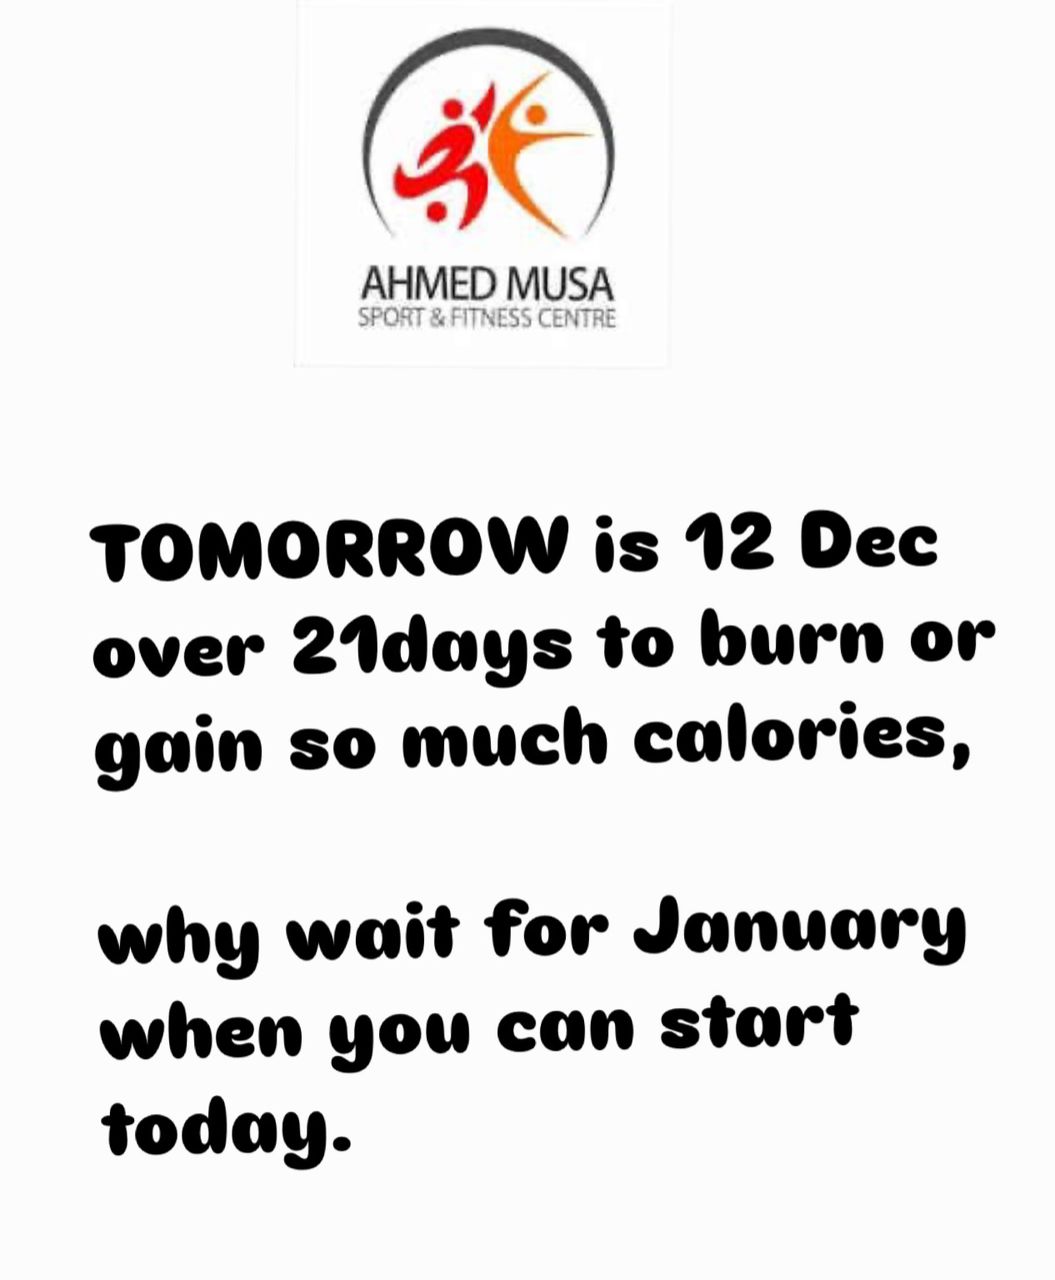 AHMED MUSA
SPORT & FITNESS CENTRE
TOMORROW is 12 Dec
over 21days to burn or
gain so much calories,
why wait for January
when you can start
today.